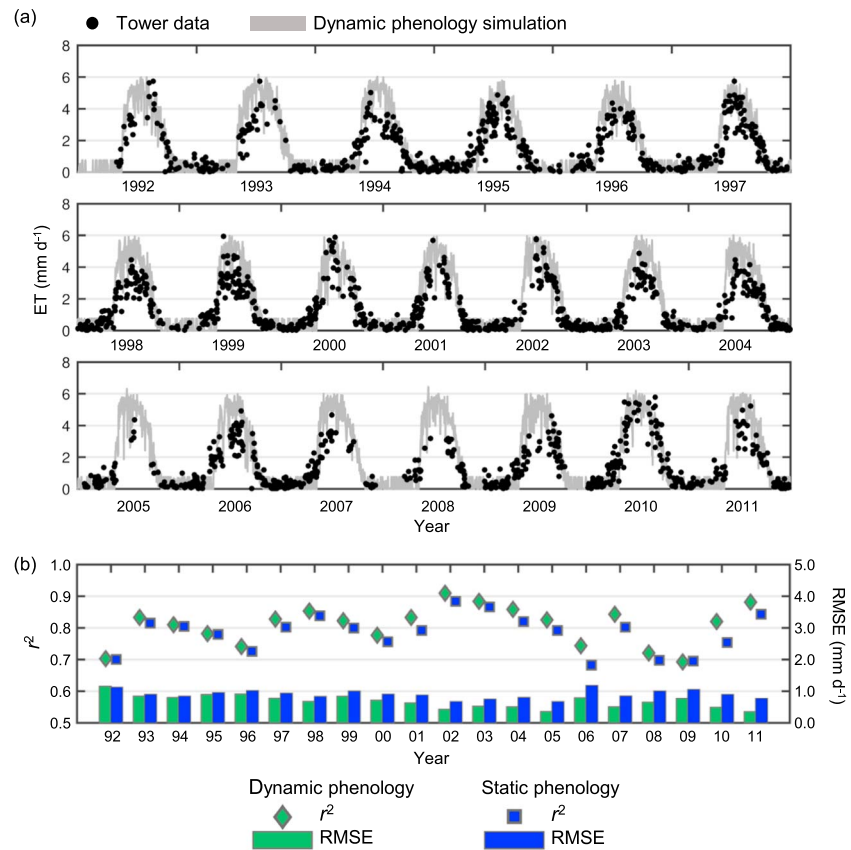 (a)
Tower data Dynamic phenology simulation
8
6
4
2
0
1992 1993 1994 1995 1996 1997
8
6
4
2
0
1998 1999 2000 2001 2002 2003 2004
ET (mm d⁻¹)
8
6
4
2
0
2005 2006 2007 2008 2009 2010 2011
Year
(b)
1.0 5.0
0.9 4.0
0.8 3.0
0.7 2.0
0.6 1.0
0.5 0.0
r²
RMSE (mm d⁻¹)
92 93 94 95 96 97 98 99 00 01 02 03 04 05 06 07 08 09 10 11
Year
Dynamic phenology Static phenology
r² r²
RMSE RMSE